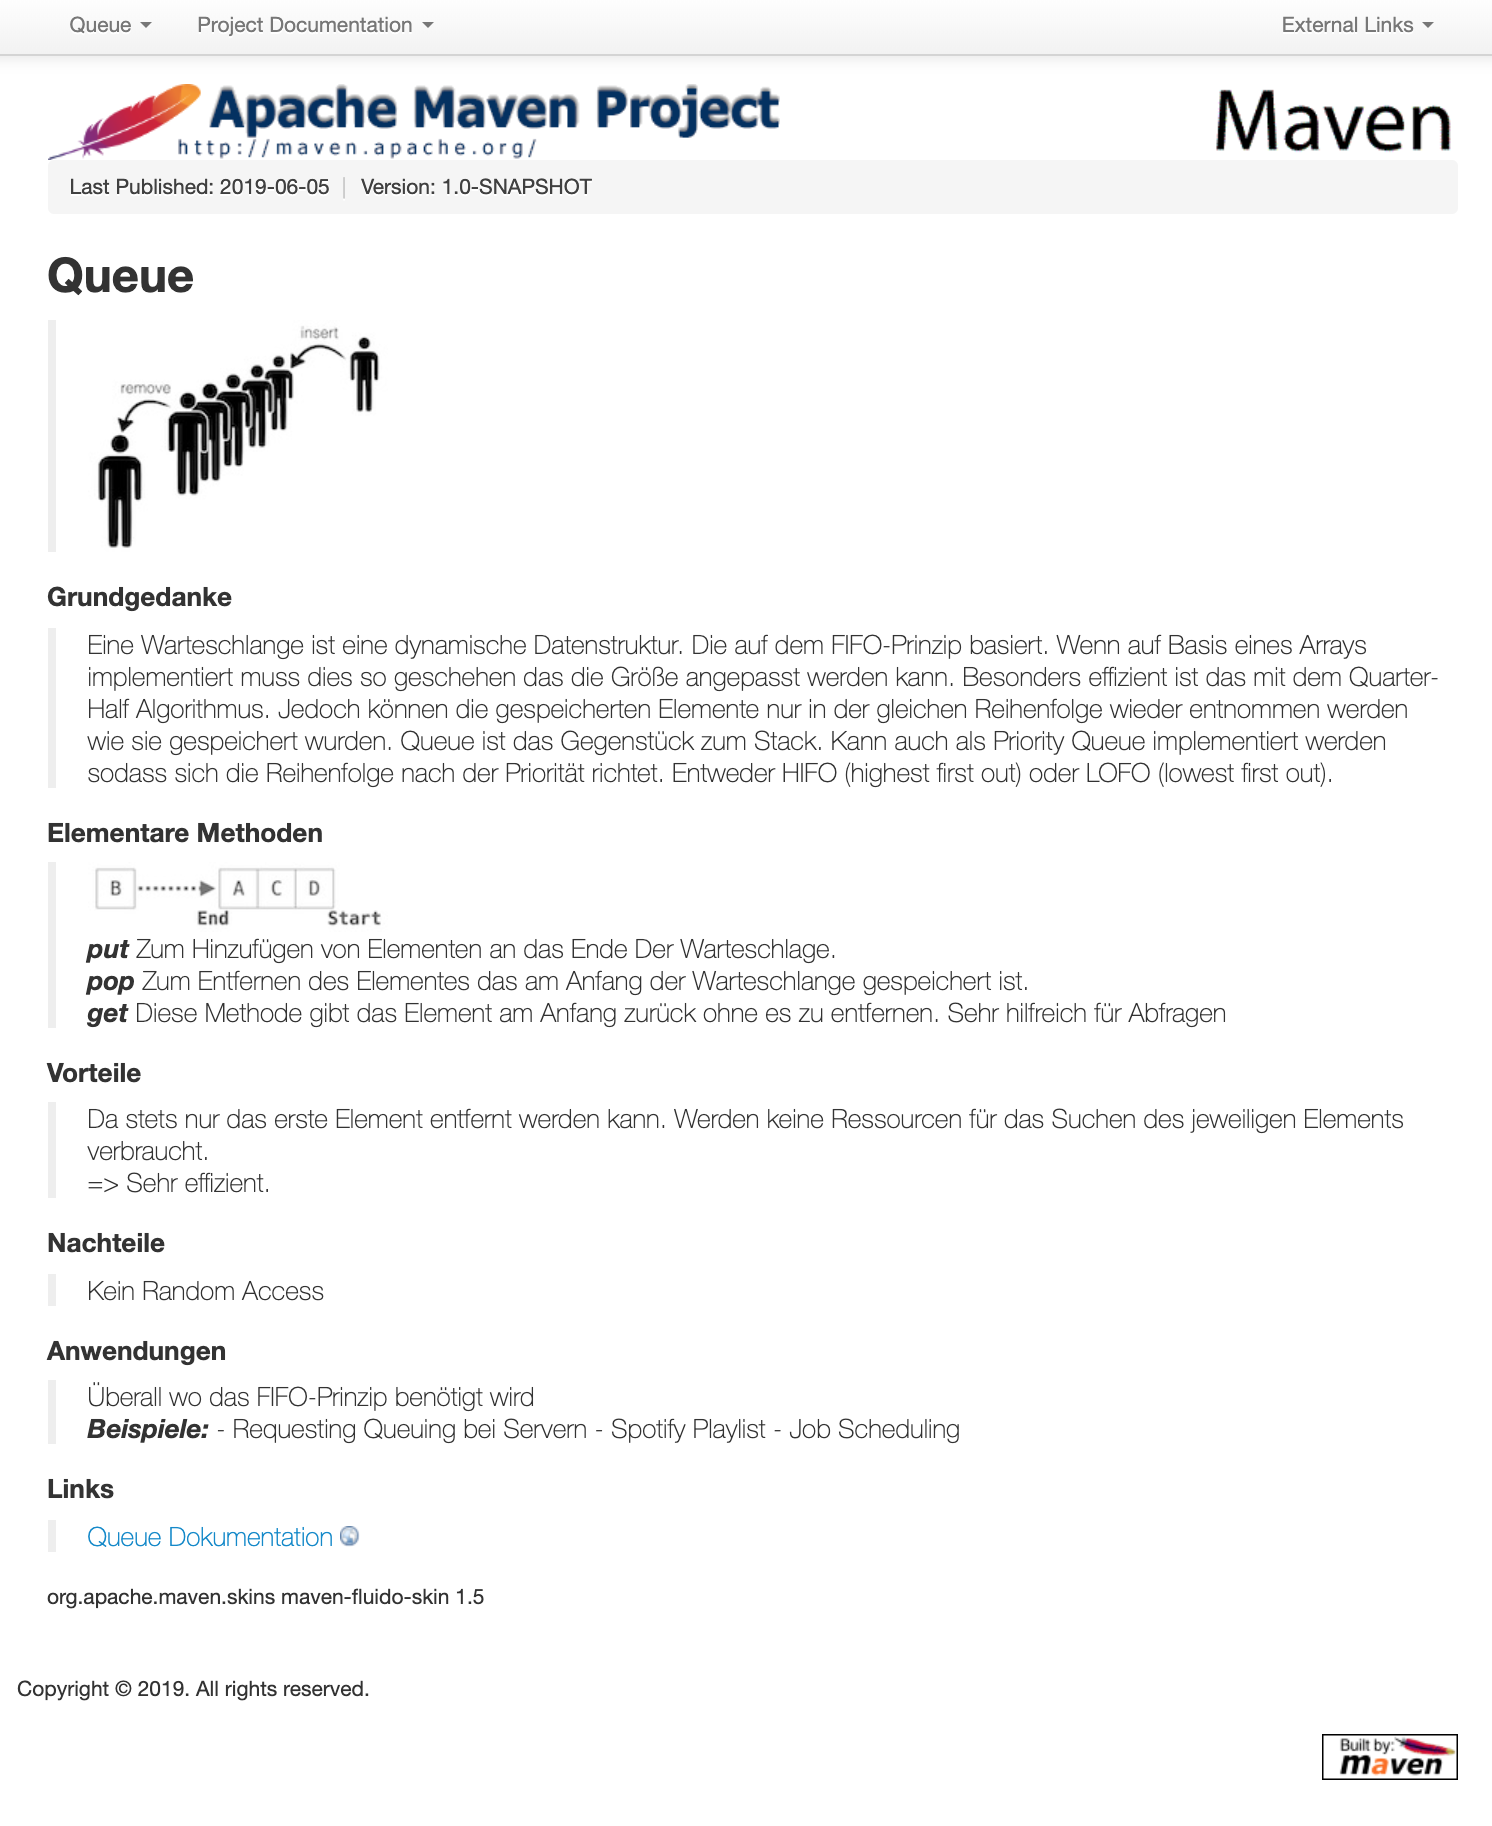 Queue Project Documentation External Links
Apache Maven Project
http://maven.apache.org/
Maven
Last Published: 2019-06-05 | Version: 1.0-SNAPSHOT
Queue
insert
remove
Grundgedanke
Eine Warteschlange ist eine dynamische Datenstruktur. Die auf dem FIFO-Prinzip basiert. Wenn auf Basis eines Arrays
implementiert muss dies so geschehen das die Größe angepasst werden kann. Besonders effizient ist das mit dem Quarter-
Half Algorithmus. Jedoch können die gespeicherten Elemente nur in der gleichen Reihenfolge wieder entnommen werden
wie sie gespeichert wurden. Queue ist das Gegenstück zum Stack. Kann auch als Priority Queue implementiert werden
sodass sich die Reihenfolge nach der Priorität richtet. Entweder HIFO (highest first out) oder LOFO (lowest first out).
Elementare Methoden
B A C D
End Start
put Zum Hinzufügen von Elementen an das Ende Der Warteschlage.
pop Zum Entfernen des Elementes das am Anfang der Warteschlange gespeichert ist.
get Diese Methode gibt das Element am Anfang zurück ohne es zu entfernen. Sehr hilfreich für Abfragen
Vorteile
Da stets nur das erste Element entfernt werden kann. Werden keine Ressourcen für das Suchen des jeweiligen Elements
verbraucht.
=> Sehr effizient.
Nachteile
Kein Random Access
Anwendungen
Überall wo das FIFO-Prinzip benötigt wird
Beispiele: - Requesting Queuing bei Servern - Spotify Playlist - Job Scheduling
Links
Queue Dokumentation
org.apache.maven.skins maven-fluido-skin 1.5
Copyright © 2019. All rights reserved.
Built by:
maven